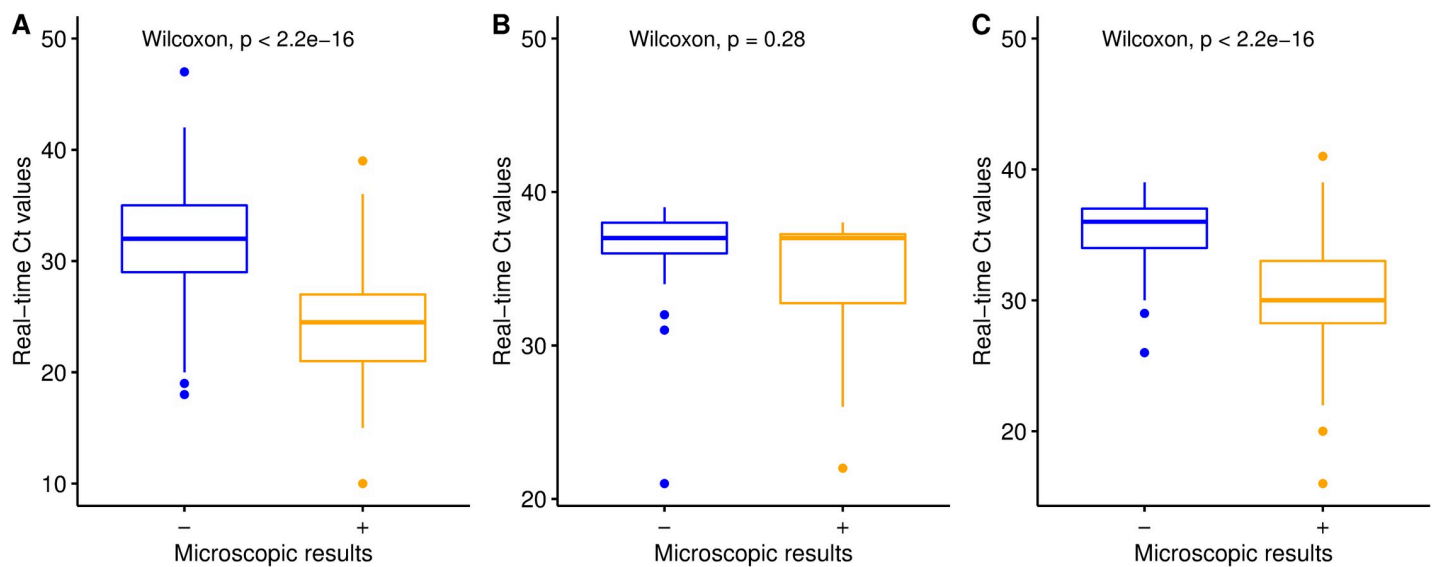 A
Wilcoxon, p < 2.2e−16
Real−time Ct values
50
40
30
20
10
−
+
Microscopic results
B
Wilcoxon, p = 0.28
Real−time Ct values
50
40
30
20
−
+
Microscopic results
C
Wilcoxon, p < 2.2e−16
Real−time Ct values
50
40
30
20
−
+
Microscopic results